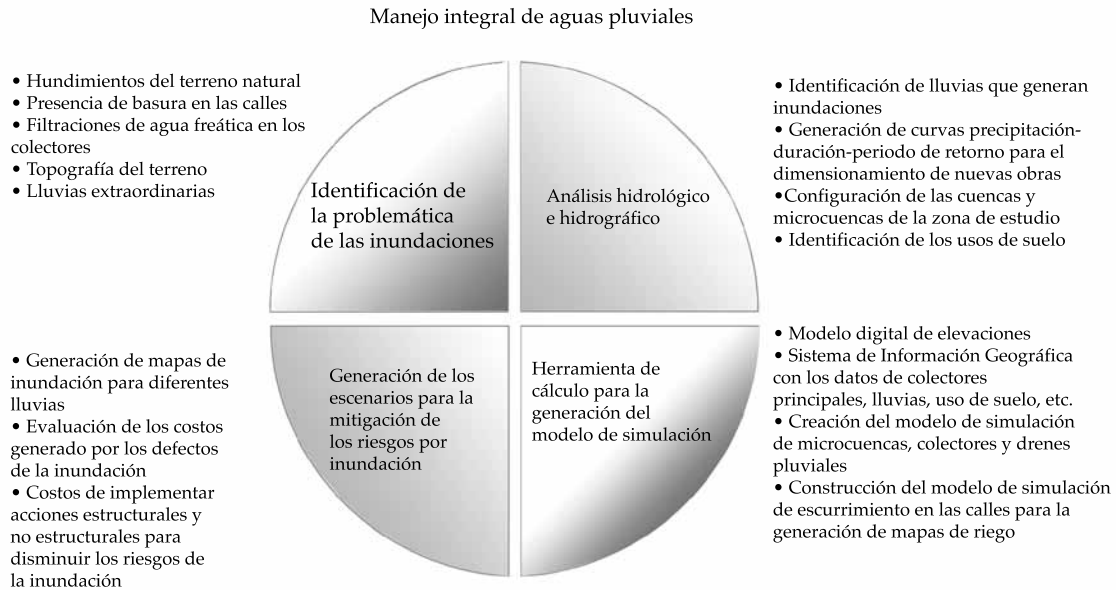 Manejo integral de aguas pluviales
• Hundimientos del terreno natural
• Presencia de basura en las calles
• Filtraciones de agua freática en los
colectores
• Topografía del terreno
• Lluvias extraordinarias
Identificación de
la problemática
de las inundaciones
Análisis hidrológico
e hidrográfico
• Identificación de lluvias que generan
inundaciones
• Generación de curvas precipitación-
duración-periodo de retorno para el
dimensionamiento de nuevas obras
•Configuración de las cuencas y
microcuencas de la zona de estudio
• Identificación de los usos de suelo
• Generación de mapas de
inundación para diferentes
lluvias
• Evaluación de los costos
generado por los defectos
de la inundación
• Costos de implementar
acciones estructurales y
no estructurales para
disminuir los riesgos de
la inundación
Generación de los
escenarios para la
mitigación de
los riesgos por
inundación
Herramienta de
cálculo para la
generación del
modelo de simulación
• Modelo digital de elevaciones
• Sistema de Información Geográfica
con los datos de colectores
principales, lluvias, uso de suelo, etc.
• Creación del modelo de simulación
de microcuencas, colectores y drenes
pluviales
• Construcción del modelo de simulación
de escurrimiento en las calles para la
generación de mapas de riego